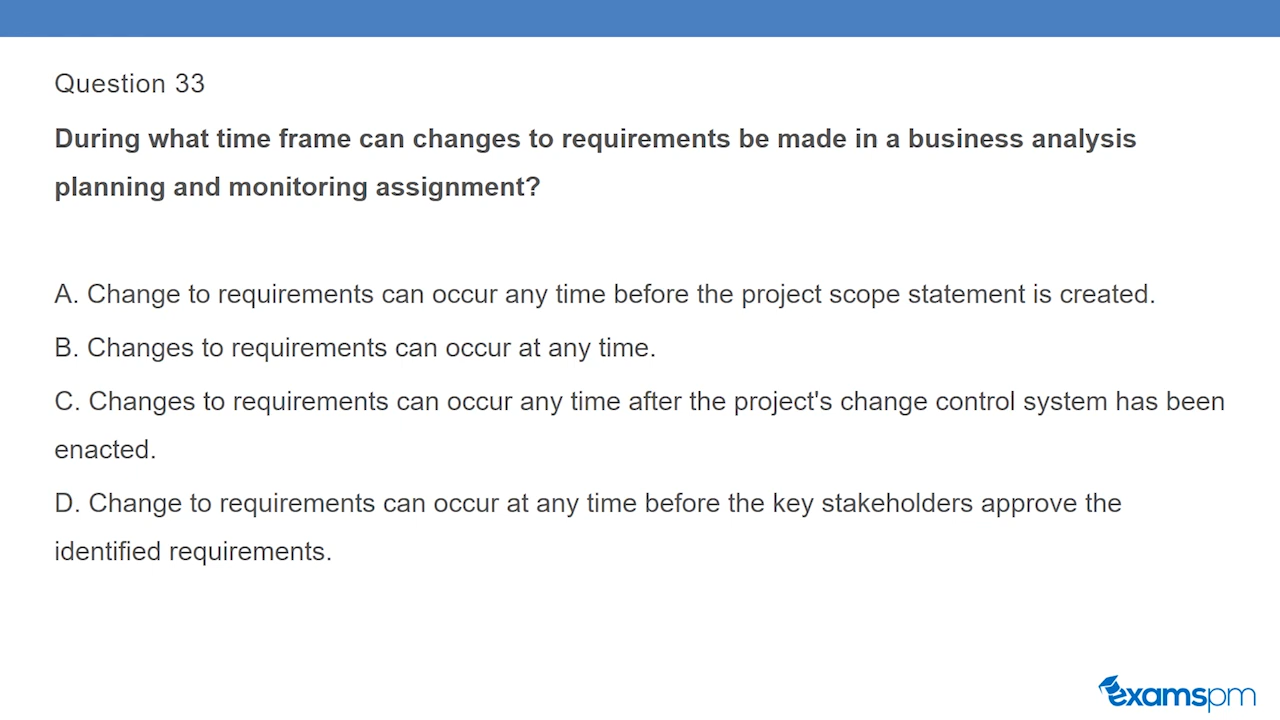 Question 33
During what time frame can changes to requirements be made in a business analysis
planning and monitoring assignment?
A. Change to requirements can occur any time before the project scope statement is created.
B. Changes to requirements can occur at any time.
C. Changes to requirements can occur any time after the project's change control system has been
enacted.
D. Change to requirements can occur at any time before the key stakeholders approve the
identified requirements.
examspm